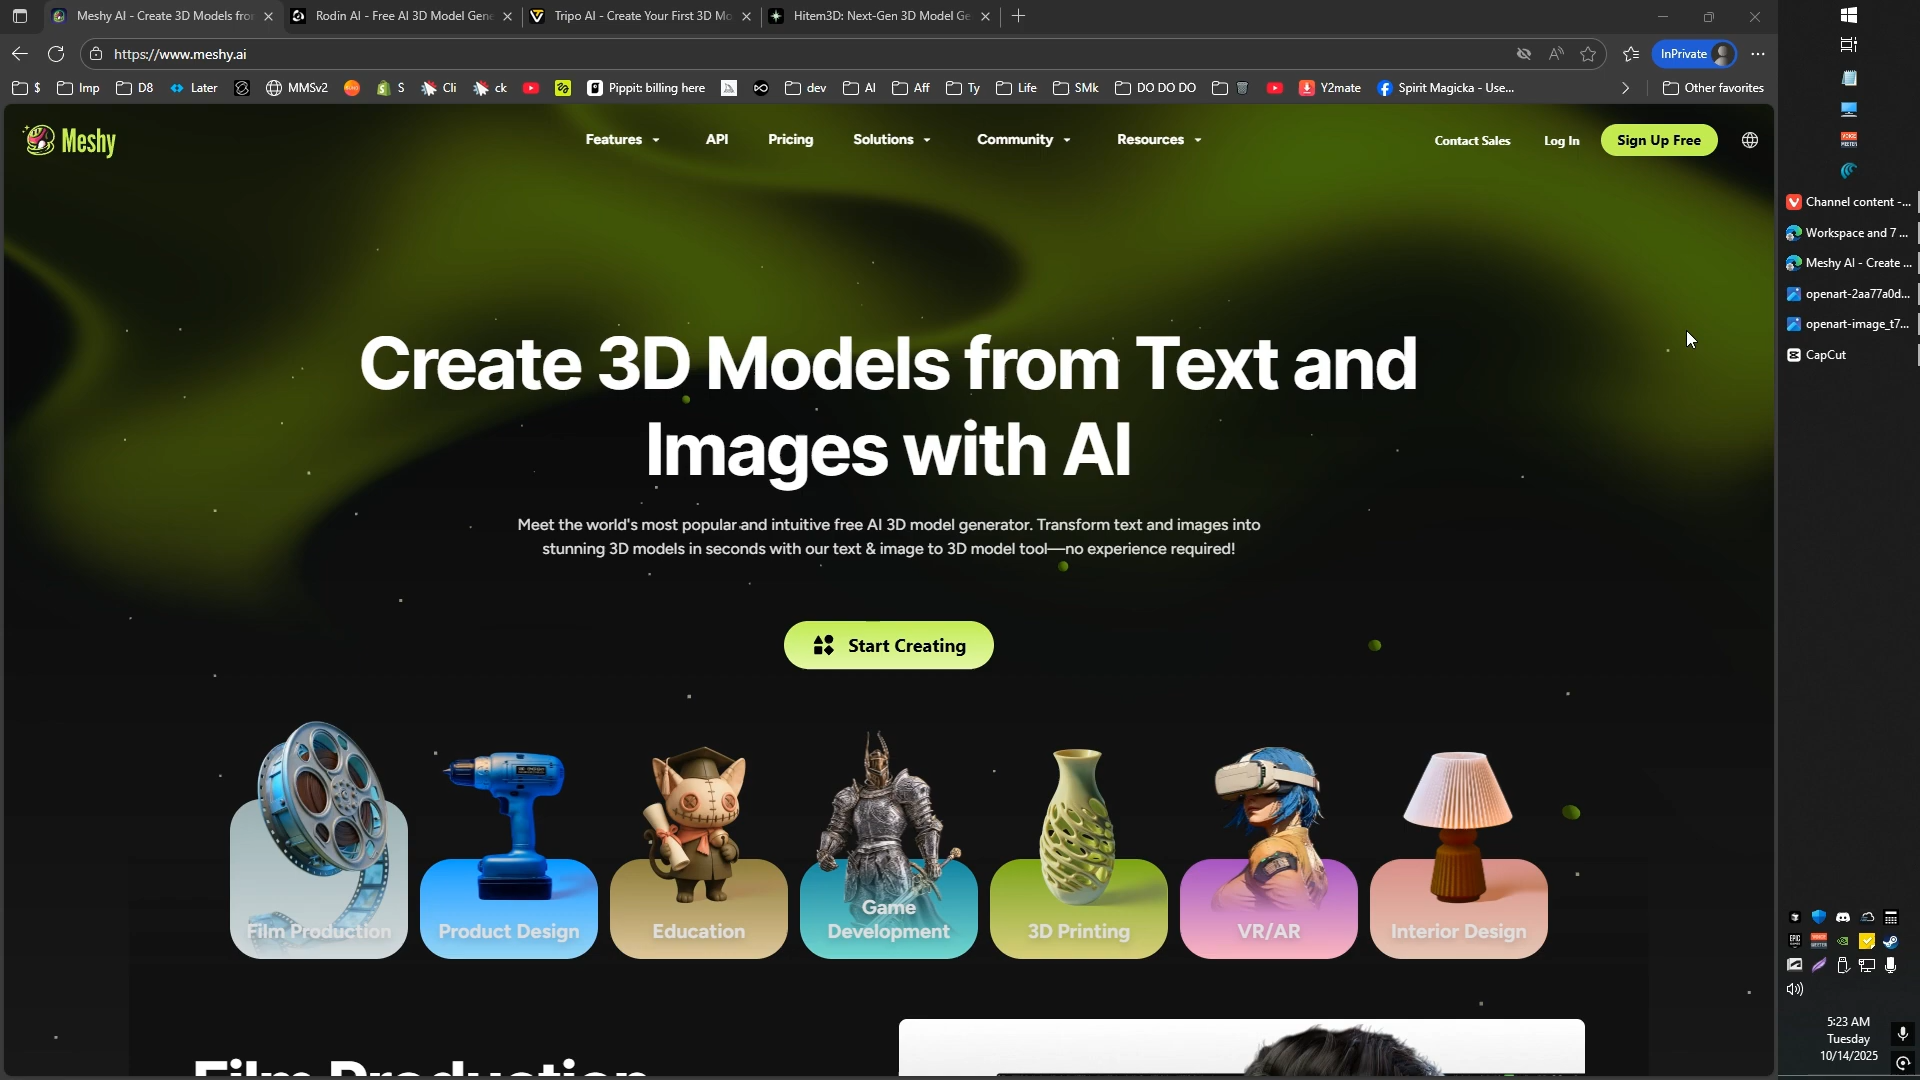 Meshy AI - Create 3D Models fro
Rodin AI - Free AI 3D Model Gene
Tripo AI - Create Your First 3D Mo
Hitem3D: Next-Gen 3D Model Ge
https://www.meshy.ai
InPrivate
$
Imp
D8
Later
MMSv2
S
Cli
ck
Pippit: billing here
dev
AI
Aff
Ty
Life
SMk
DO DO DO
Y2mate
Spirit Magicka - Use...
Other favorites
Meshy
Features
API
Pricing
Solutions
Community
Resources
Contact Sales
Log In
Sign Up Free
Create 3D Models from Text and
Images with AI
Meet the world's most popular and intuitive free AI 3D model generator. Transform text and images into
stunning 3D models in seconds with our text & image to 3D model tool—no experience required!
Start Creating
Film Production
Product Design
Education
Game
Development
3D Printing
VR/AR
Interior Design
Film Production
Channel content -...
Workspace and 7 ...
Meshy AI - Create ...
openart-2aa77a0d...
openart-image_t7...
CapCut
5:23 AM
Tuesday
10/14/2025